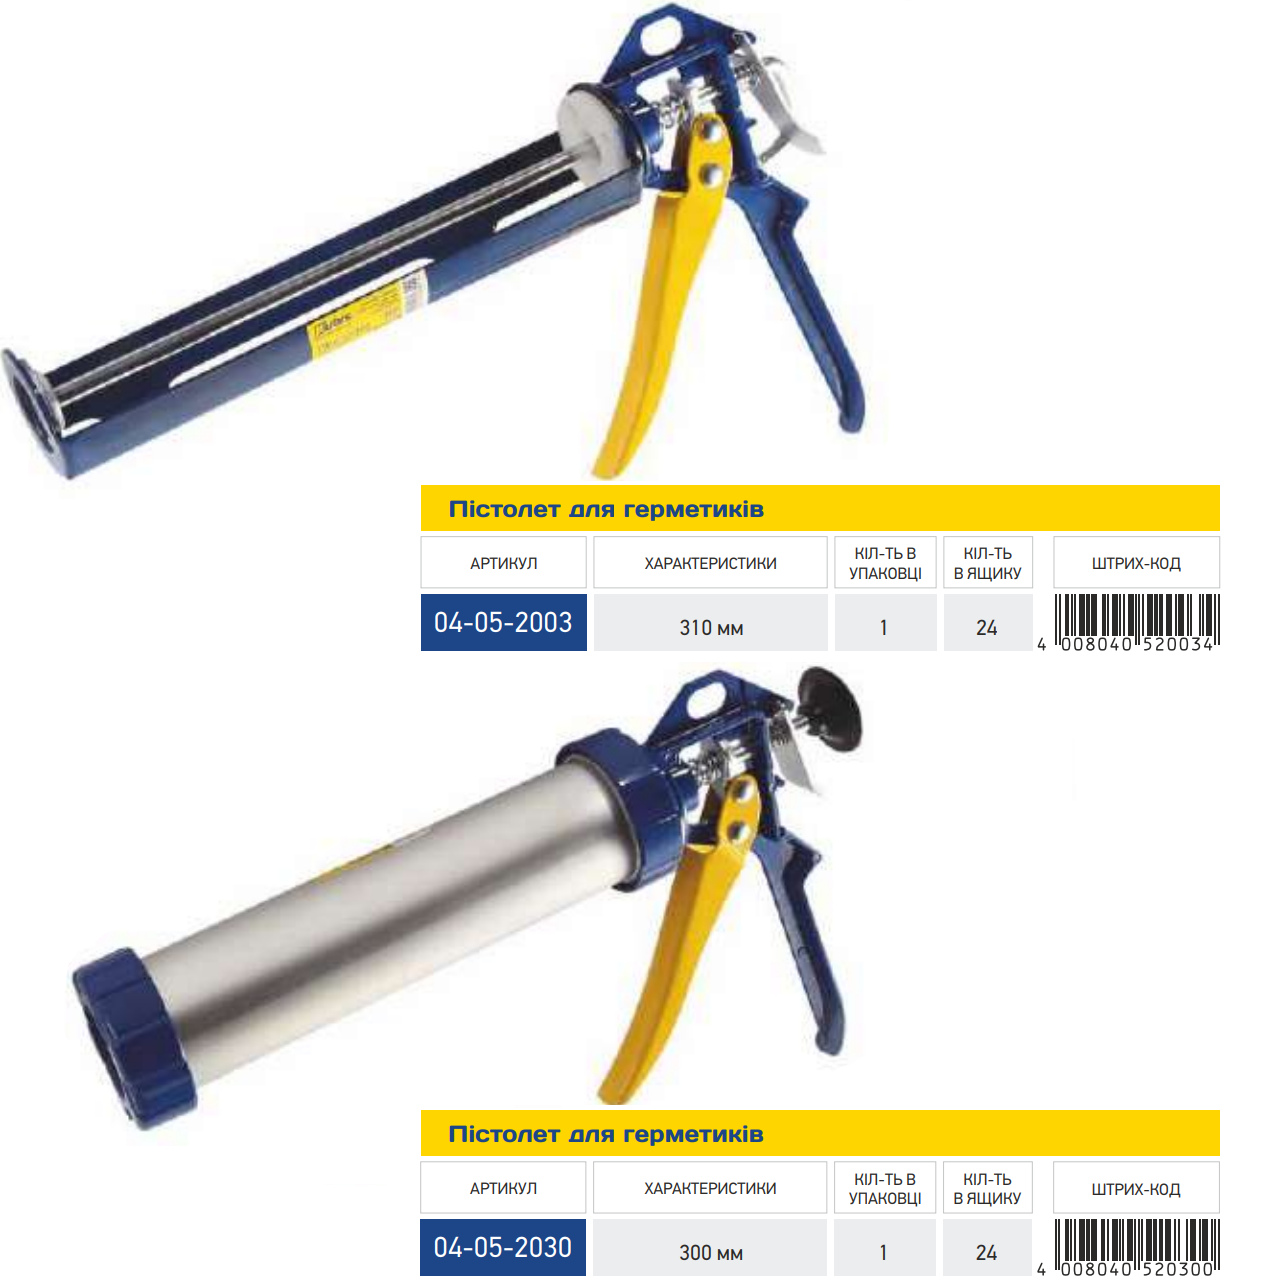 Kubis
Пістолет для герметиків
АРТИКУЛ
ХАРАКТЕРИСТИКИ
КІЛ-ТЬ В
УПАКОВЦІ
КІЛ-ТЬ
В ЯЩИКУ
ШТРИХ-КОД
04-05-2003
310 мм
1
24
4 008040 520034
Пістолет для герметиків
АРТИКУЛ
ХАРАКТЕРИСТИКИ
КІЛ-ТЬ В
УПАКОВЦІ
КІЛ-ТЬ
В ЯЩИКУ
ШТРИХ-КОД
04-05-2030
300 мм
1
24
4 008040 520300